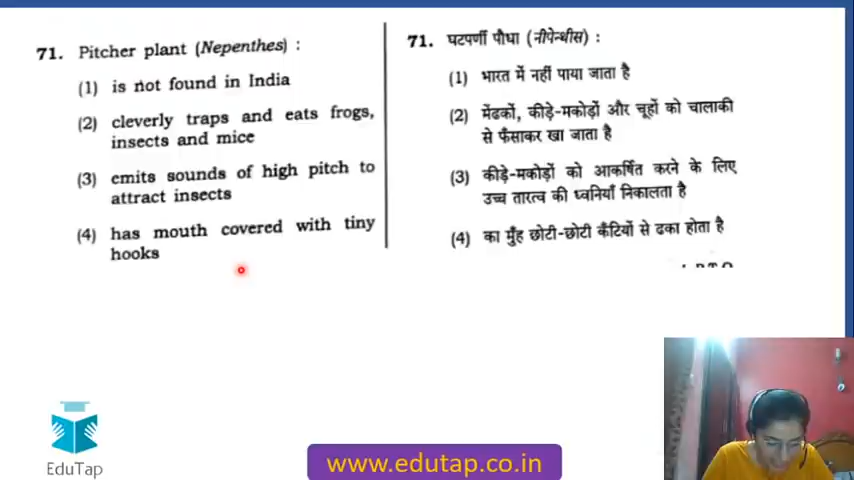 71. Pitcher plant (Nepenthes) :
(1) is not found in India
(2) cleverly traps and eats frogs,
insects and mice
(3) emits sounds of high pitch to
attract insects
(4) has mouth covered with tiny
hooks
71. घटपर्णी पौधा (नीपेन्थीस) :
(1) भारत में नहीं पाया जाता है
(2) मेंढकों, कीड़े-मकोड़ों और चूहों को चालाकी
से फँसाकर खा जाता है
(3) कीड़े-मकोड़ों को आकर्षित करने के लिए
उच्च तारत्व की ध्वनियाँ निकालता है
(4) का मुँह छोटी-छोटी कँटियों से ढका होता है
EduTap
www.edutap.co.in